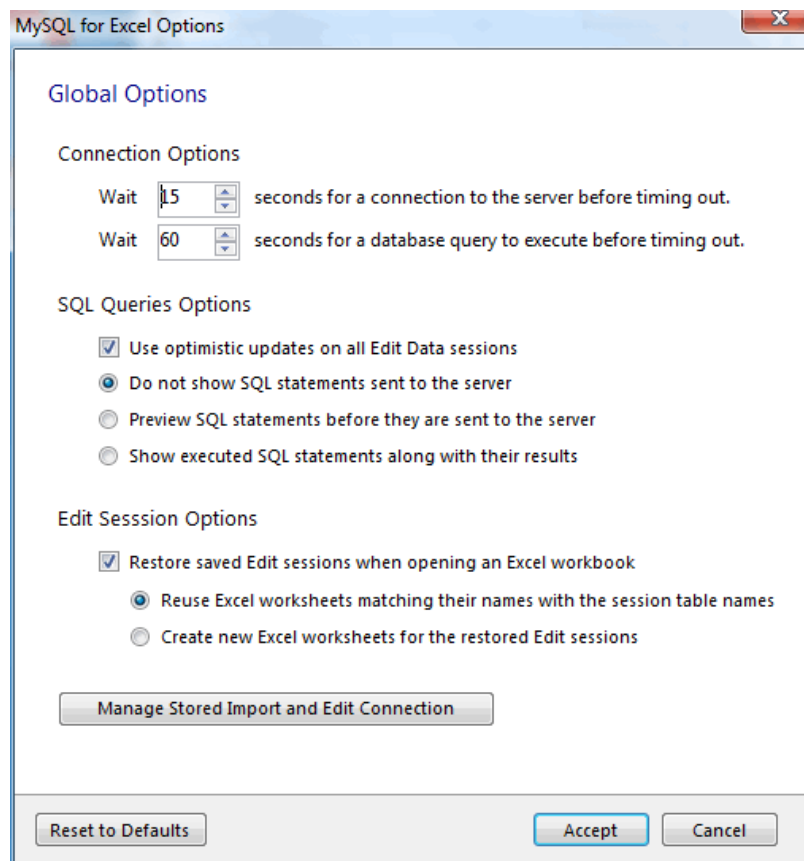 MySQL for Excel Options
Global Options
Connection Options
Wait 15 seconds for a connection to the server before timing out.
Wait 60 seconds for a database query to execute before timing out.
SQL Queries Options
Use optimistic updates on all Edit Data sessions
Do not show SQL statements sent to the server
Preview SQL statements before they are sent to the server
Show executed SQL statements along with their results
Edit Sesssion Options
Restore saved Edit sessions when opening an Excel workbook
Reuse Excel worksheets matching their names with the session table names
Create new Excel worksheets for the restored Edit sessions
Manage Stored Import and Edit Connection
Reset to Defaults Accept Cancel